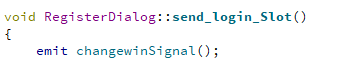 void RegisterDialog::send_login_Slot()
{
    emit changewinSignal();